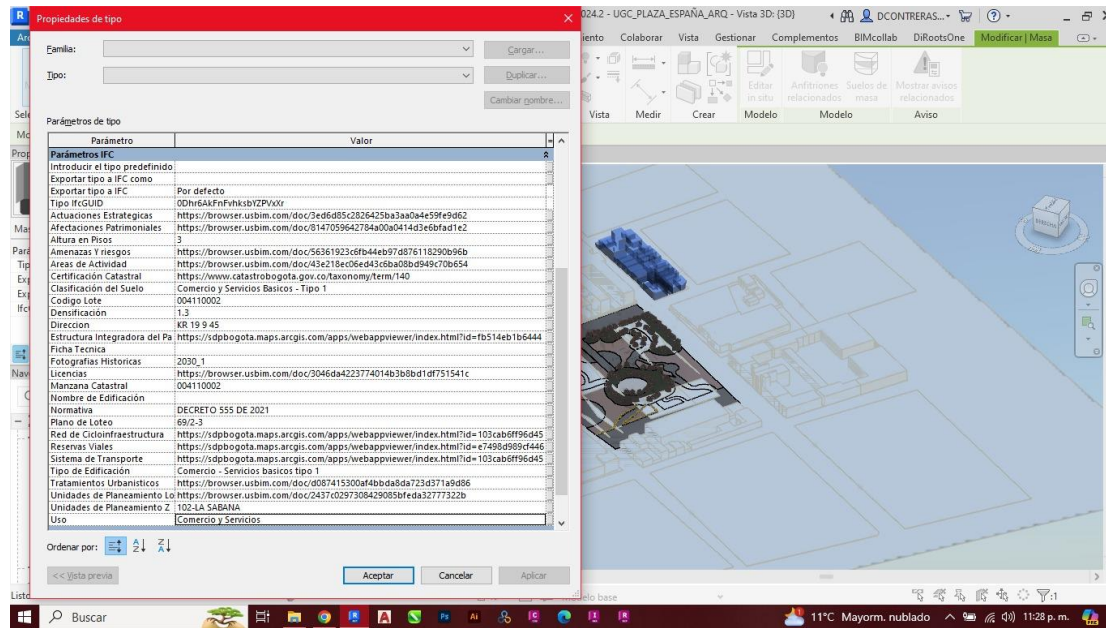 Propiedades de tipo
024.2 - UGC_PLAZA_ESPAÑA_ARQ - Vista 3D: {3D}
DCONTRERAS...
Colaborar Vista Gestionar Complementos BIMcollab DiRootsOne Modificar | Masa
Familia:
Cargar...
Tipo:
Duplicar...
Cambiar nombre...
Editar in situ
Anfitriones relacionados
Suelos de masa
Mostrar avisos relacionados
Vista Medir Crear Modelo Modelo Aviso
Parámetros de tipo
Parámetro Valor =
Parámetros IFC
Introducir el tipo predefinido
Exportar tipo a IFC como
Exportar tipo a IFC Por defecto
Tipo IfcGUID 0Dhr6AkFnFvhksbYZPVxXr
Actuaciones Estrategicas https://browser.usbim.com/doc/3ed6d85c2826425ba3aa0a4e59fe9d62
Afectaciones Patrimoniales https://browser.usbim.com/doc/8147059642784a00a0414d3e6bfad1e2
Altura en Pisos 3
Amenazas Y riesgos https://browser.usbim.com/doc/56361923c6fb44eb97d876118290b96b
Areas de Actividad https://browser.usbim.com/doc/43e218ec06ed43c6ba08bd949c70b654
Certificación Catastral https://www.catastrobogota.gov.co/taxonomy/term/140
Clasificación del Suelo Comercio y Servicios Basicos - Tipo 1
Codigo Lote 004110002
Densificación 1.3
Direccion KR 19 9 45
Estructura Integradora del Pa https://sdpbogota.maps.arcgis.com/apps/webappviewer/index.html?id=fb514eb1b6444
Ficha Tecnica
Fotografias Historicas 2030_1
Licencias https://browser.usbim.com/doc/3046da4223774014b3b8bd1df751541c
Manzana Catastral 004110002
Nombre de Edificación
Normativa DECRETO 555 DE 2021
Plano de Loteo 69/2-3
Red de Cicloinfraestructura https://sdpbogota.maps.arcgis.com/apps/webappviewer/index.html?id=103cab6ff96d45
Reservas Viales https://sdpbogota.maps.arcgis.com/apps/webappviewer/index.html?id=e7498d989cf446
Sistema de Transporte https://sdpbogota.maps.arcgis.com/apps/webappviewer/index.html?id=103cab6ff96d45
Tipo de Edificación Comercio - Servicios basicos tipo 1
Tratamientos Urbanisticos https://browser.usbim.com/doc/d087415300af4bbda8da723d371a9d86
Unidades de Planeamiento Lo https://browser.usbim.com/doc/2437c0297308429085bfeda32777322b
Unidades de Planeamiento Z 102-LA SABANA
Uso Comercio y Servicios
Ordenar por:
<< Vista previa Aceptar Cancelar Aplicar
Buscar
11°C Mayorm. nublado 11:28 p. m.